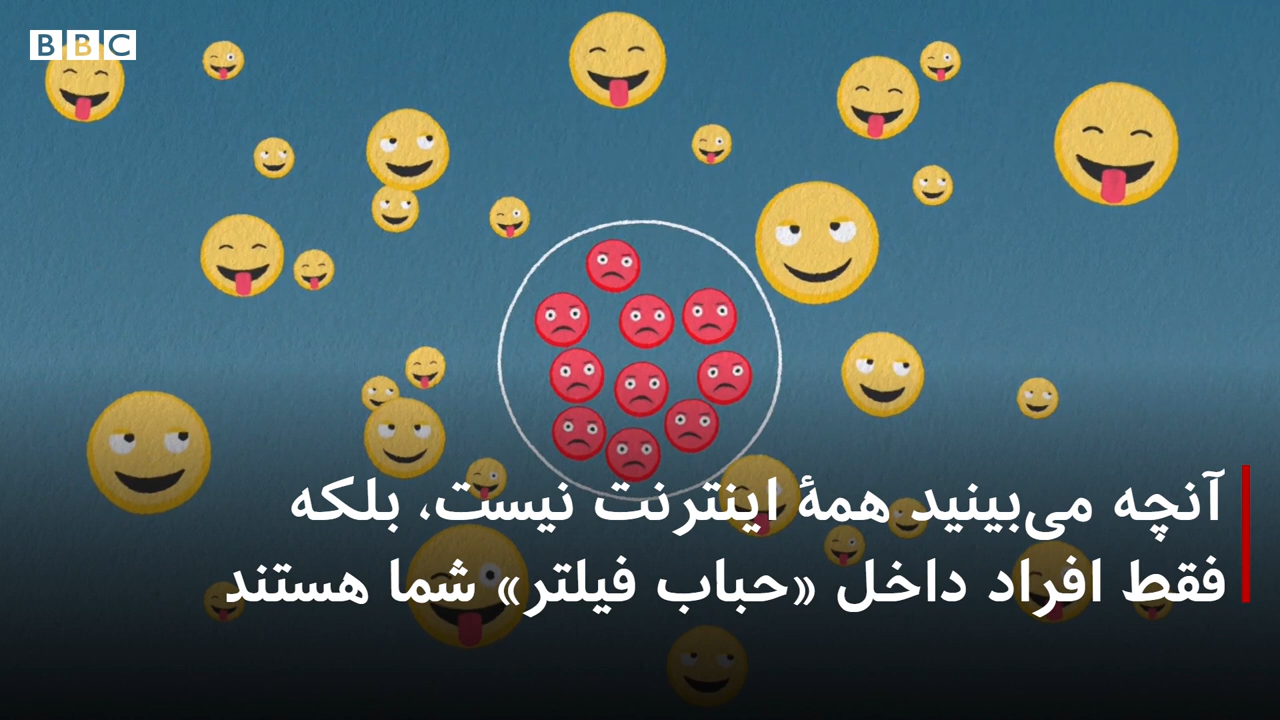 BBC
آنچه می‌بینید همهٔ اینترنت نیست، بلکه
فقط افراد داخل «حباب فیلتر» شما هستند